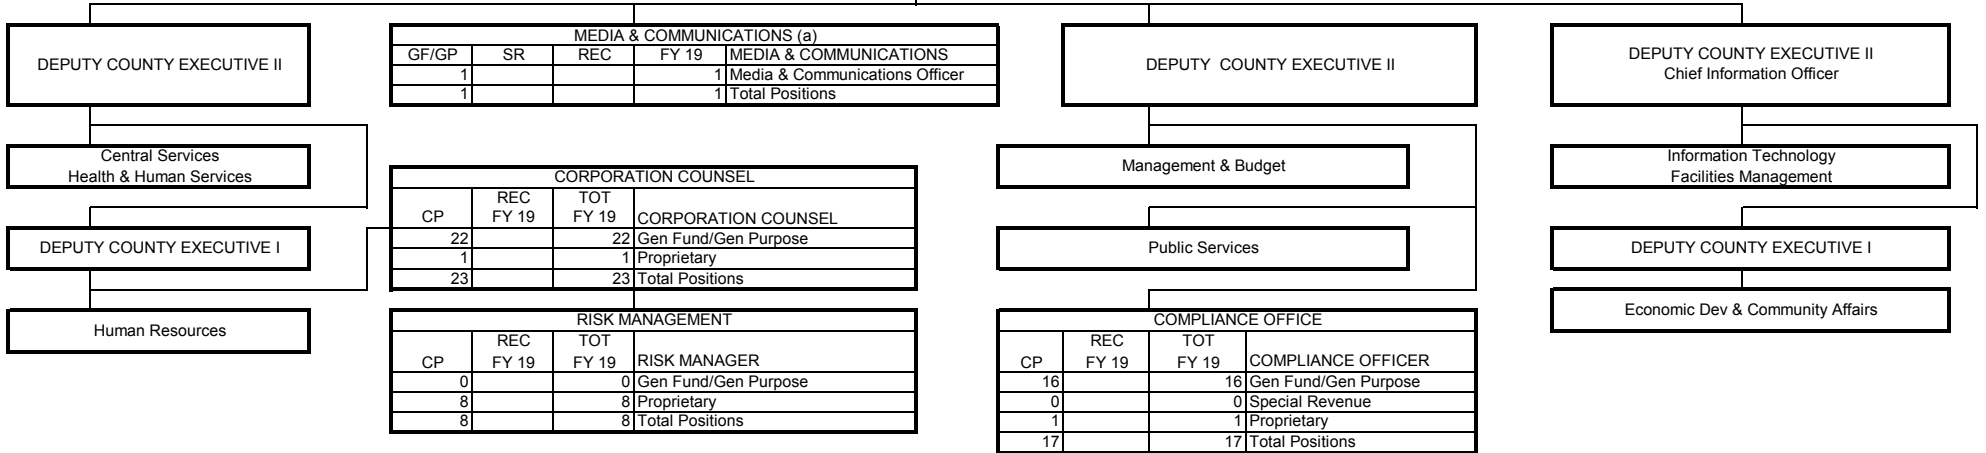 DEPUTY COUNTY EXECUTIVE II
MEDIA & COMMUNICATIONS (a)
GF/GP SR REC FY 19 MEDIA & COMMUNICATIONS
1 1 Media & Communications Officer
1 1 Total Positions
DEPUTY COUNTY EXECUTIVE II
DEPUTY COUNTY EXECUTIVE II
Chief Information Officer
Central Services
Health & Human Services
DEPUTY COUNTY EXECUTIVE I
Human Resources
CORPORATION COUNSEL
REC TOT
CP FY 19 FY 19 CORPORATION COUNSEL
22 22 Gen Fund/Gen Purpose
1 1 Proprietary
23 23 Total Positions
RISK MANAGEMENT
REC TOT
CP FY 19 FY 19 RISK MANAGER
0 0 Gen Fund/Gen Purpose
8 8 Proprietary
8 8 Total Positions
Management & Budget
Public Services
COMPLIANCE OFFICE
REC TOT
CP FY 19 FY 19 COMPLIANCE OFFICER
16 16 Gen Fund/Gen Purpose
0 0 Special Revenue
1 1 Proprietary
17 17 Total Positions
Information Technology
Facilities Management
DEPUTY COUNTY EXECUTIVE I
Economic Dev & Community Affairs